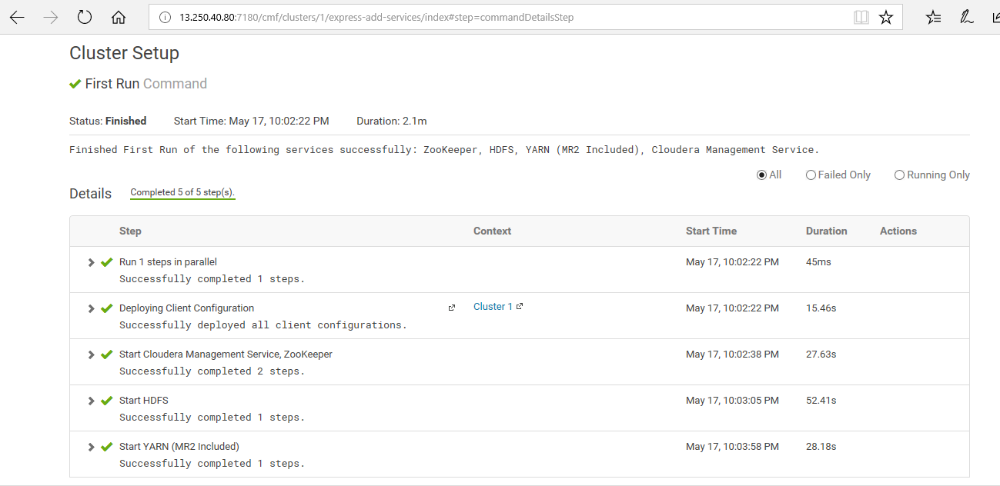 13.250.40.80:7180/cmf/clusters/1/express-add-services/index#step=commandDetailsStep
Cluster Setup
First Run Command
Status: Finished Start Time: May 17, 10:02:22 PM Duration: 2.1m
Finished First Run of the following services successfully: ZooKeeper, HDFS, YARN (MR2 Included), Cloudera Management Service.
All Failed Only Running Only
Details Completed 5 of 5 step(s).
Step Context Start Time Duration Actions
Run 1 steps in parallel May 17, 10:02:22 PM 45ms
Successfully completed 1 steps.
Deploying Client Configuration Cluster 1 May 17, 10:02:22 PM 15.46s
Successfully deployed all client configurations.
Start Cloudera Management Service, ZooKeeper May 17, 10:02:38 PM 27.63s
Successfully completed 2 steps.
Start HDFS May 17, 10:03:05 PM 52.41s
Successfully completed 1 steps.
Start YARN (MR2 Included) May 17, 10:03:58 PM 28.18s
Successfully completed 1 steps.